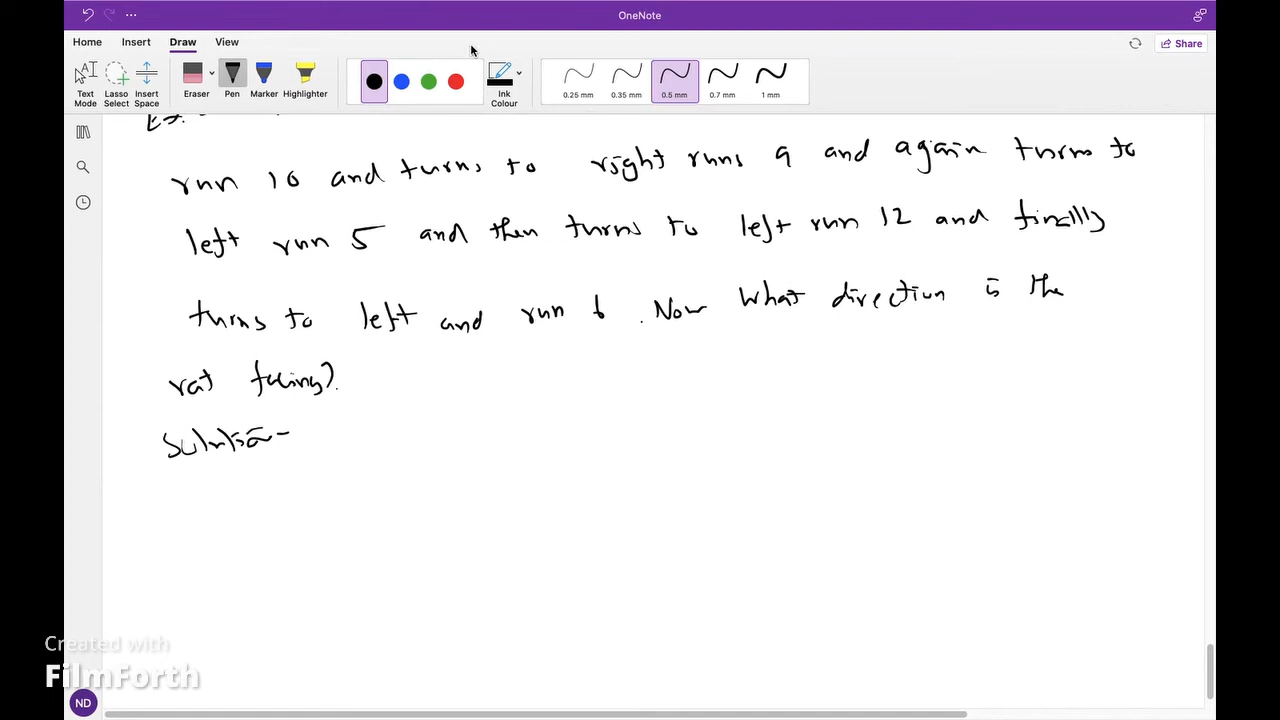 OneNote
Home Insert Draw View
Share
Text Mode
Lasso Select
Insert Space
Eraser
Pen
Marker
Highlighter
Ink Colour
0.25 mm
0.35 mm
0.5 mm
0.7 mm
1 mm
run 10 and turns to right runs 9 and again turns to
left run 5 and then turns to left run 12 and finally
turns to left and run 6. Now what direction is the
rat facing?
Solution-
Created with
FilmForth
ND